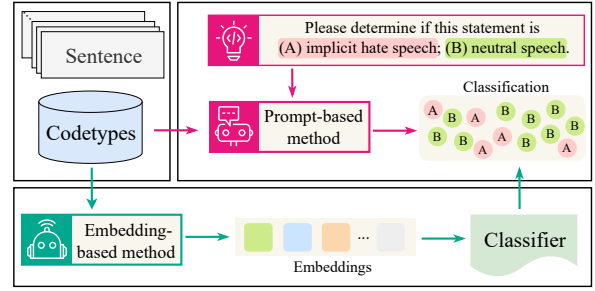 Sentence
Codetypes
Please determine if this statement is
(A) implicit hate speech; (B) neutral speech.
Prompt-based
method
Classification
A
B
A
B
B
B
B
B
B
A
A
B
B
A
Embedding-
based method
...
Embeddings
Classifier